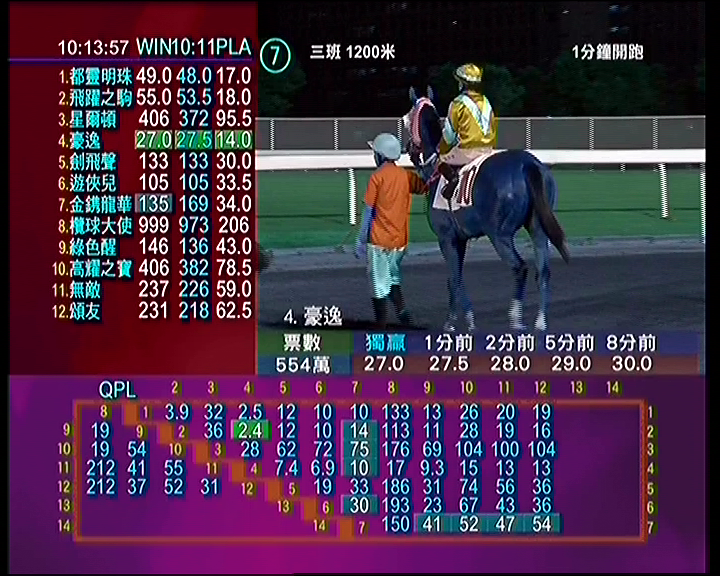 10:13:57 WIN10:11PLA
1.都靈明珠 49.0 48.0 17.0
2.飛躍之駒 55.0 53.5 18.0
3.星爾頓 406 372 95.5
4.豪逸 27.0 27.5 14.0
5.劍飛聲 133 133 30.0
6.遊俠兒 105 105 33.5
7.金鎸龍華 135 169 34.0
8.欖球大使 999 973 206
9.綠色醒 146 136 43.0
10.高耀之寶 406 382 78.5
11.無敵 237 226 59.0
12.頌友 231 218 62.5
7 三班 1200米 1分鐘開跑
4. 豪逸
票數 獨贏 1分前 2分前 5分前 8分前
554萬 27.0 27.5 28.0 29.0 30.0
QPL 2 3 4 5 6 7 8 9 10 11 12 13 14
8 1 3.9 32 2.5 12 10 10 133 13 26 20 19 1
9 19 9 2 36 2.4 12 10 14 113 11 28 19 16 2
10 19 54 10 3 28 62 72 75 176 69 104 100 104 3
11 212 41 55 11 4 7.4 6.9 10 17 9.3 15 13 13 4
12 212 37 52 31 12 5 19 33 186 31 74 56 36 5
13 13 6 30 193 23 67 43 36 6
14 14 7 150 41 52 47 54 7